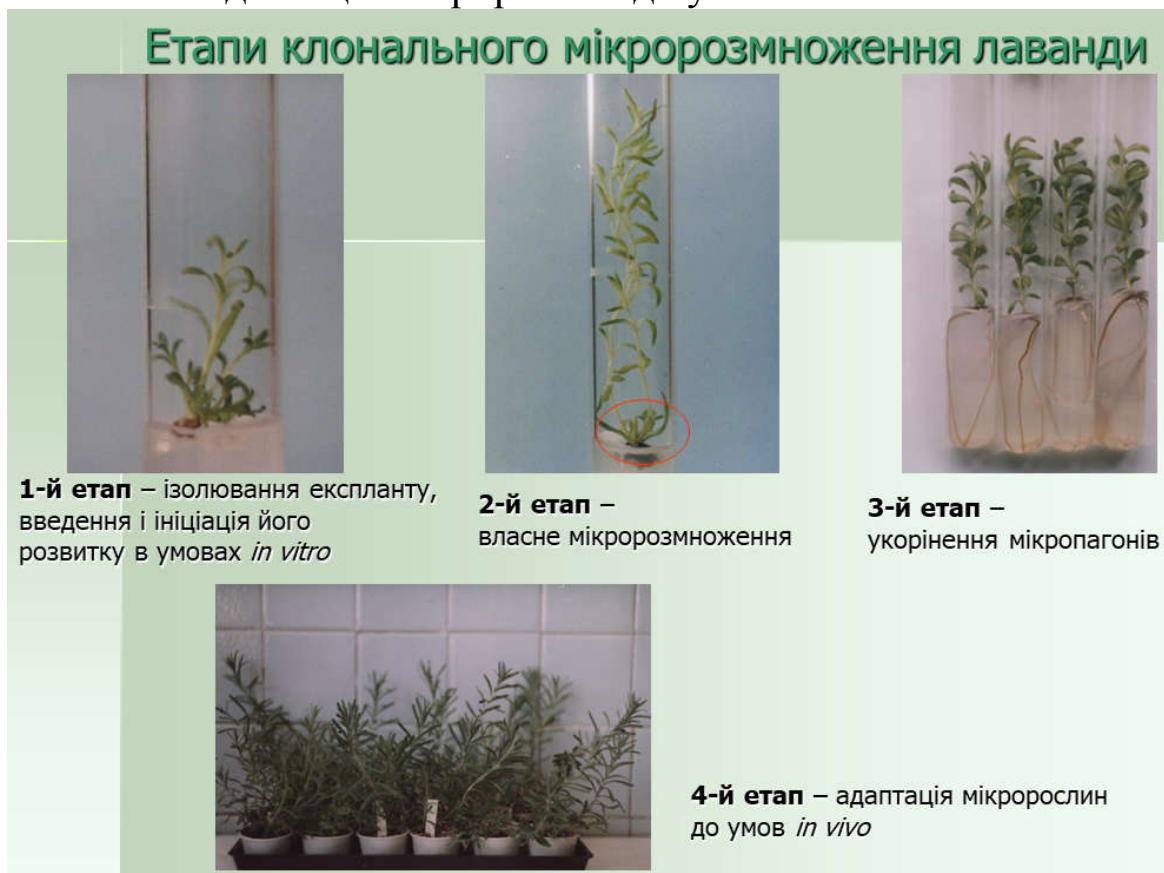 Етапи клонального мікророзмноження лаванди
1-й етап – ізолювання експланту,
введення і ініціація його
розвитку в умовах in vitro
2-й етап –
власне мікророзмноження
3-й етап –
укорінення мікропагонів
4-й етап – адаптація мікророслин
до умов in vivo